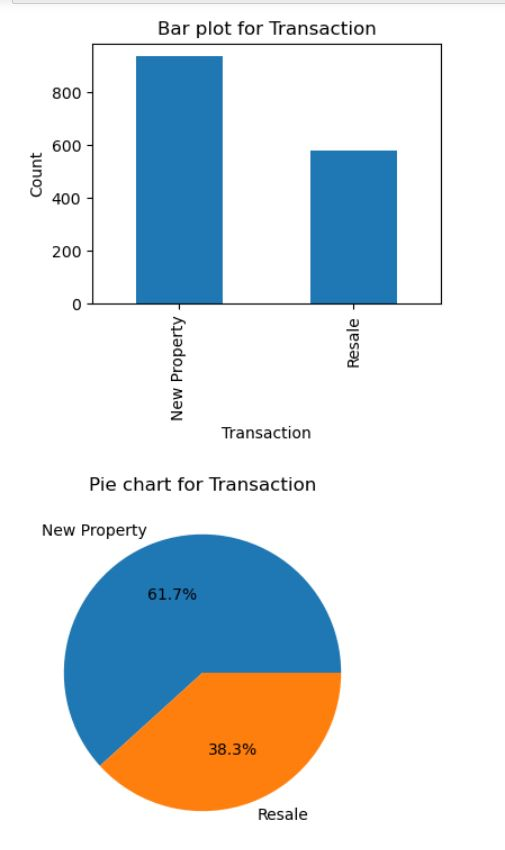 Bar plot for Transaction
800
600
400
200
0
Count
New Property
Resale
Transaction
Pie chart for Transaction
New Property
61.7%
38.3%
Resale